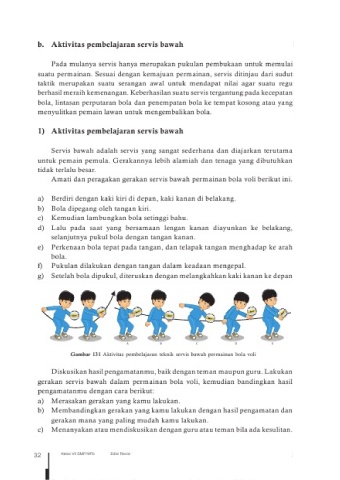 b. Aktivitas pembelajaran servis bawah
Pada mulanya servis hanya merupakan pukulan pembukaan untuk memulai
suatu permainan. Sesuai dengan kemajuan permainan, servis ditinjau dari sudut
taktik merupakan suatu serangan awal untuk mendapat nilai agar suatu regu
berhasil meraih kemenangan. Keberhasilan suatu servis tergantung pada kecepatan
bola, lintasan perputaran bola dan penempatan bola ke tempat kosong atau yang
menyulitkan pemain lawan untuk mengembalikan bola.
1) Aktivitas pembelajaran servis bawah
Servis bawah adalah servis yang sangat sederhana dan diajarkan terutama
untuk pemain pemula. Gerakannya lebih alamiah dan tenaga yang dibutuhkan
tidak terlalu besar.
Amati dan peragakan gerakan servis bawah permainan bola voli berikut ini.
a) Berdiri dengan kaki kiri di depan, kaki kanan di belakang.
b) Bola dipegang oleh tangan kiri.
c) Kemudian lambungkan bola setinggi bahu.
d) Lalu pada saat yang bersamaan lengan kanan diayunkan ke belakang,
selanjutnya pukul bola dengan tangan kanan.
e) Perkenaan bola tepat pada tangan, dan telapak tangan menghadap ke arah
bola.
f) Pukulan dilakukan dengan tangan dalam keadaan mengepal.
g) Setelah bola dipukul, diteruskan dengan melangkahkan kaki kanan ke depan
Aktivitas pembelajaran teknik servis bawah permainan bola voli
Diskusikan hasil pengamatanmu, baik dengan teman maupun guru. Lakukan
gerakan servis bawah dalam permainan bola voli, kemudian bandingkan hasil
pengamatanmu dengan cara berikut:
a) Merasakan gerakan yang kamu lakukan.
b) Membandingkan gerakan yang kamu lakukan dengan hasil pengamatan dan
gerakan mana yang paling mudah kamu lakukan.
c) Menanyakan atau mendiskusikan dengan guru atau teman bila ada kesulitan.
32